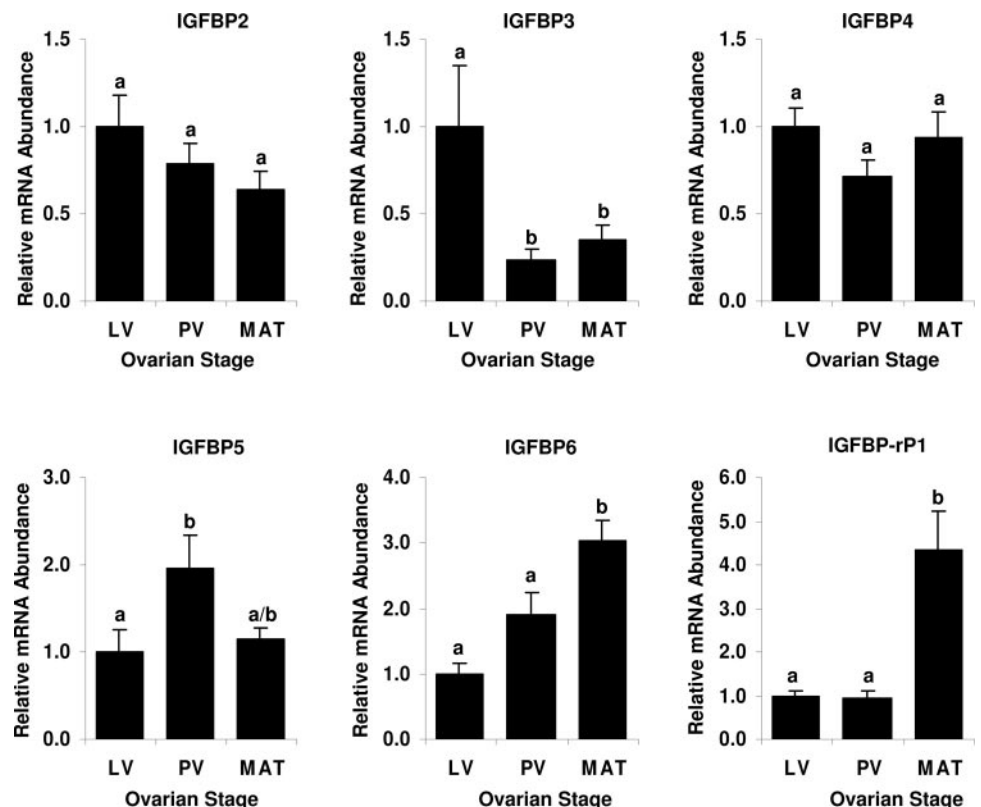 IGFBP2
Relative mRNA Abundance
1.5
1.0
0.5
0.0
a
a
a
LV PV MAT
Ovarian Stage
IGFBP3
Relative mRNA Abundance
1.5
1.0
0.5
0.0
a
b
b
LV PV MAT
Ovarian Stage
IGFBP4
Relative mRNA Abundance
1.5
1.0
0.5
0.0
a
a
a
LV PV MAT
Ovarian Stage
IGFBP5
Relative mRNA Abundance
3.0
2.0
1.0
0.0
a
b
a/b
LV PV MAT
Ovarian Stage
IGFBP6
Relative mRNA Abundance
4.0
3.0
2.0
1.0
0.0
a
a
b
LV PV MAT
Ovarian Stage
IGFBP-rP1
Relative mRNA Abundance
6.0
5.0
4.0
3.0
2.0
1.0
0.0
a
a
b
LV PV MAT
Ovarian Stage